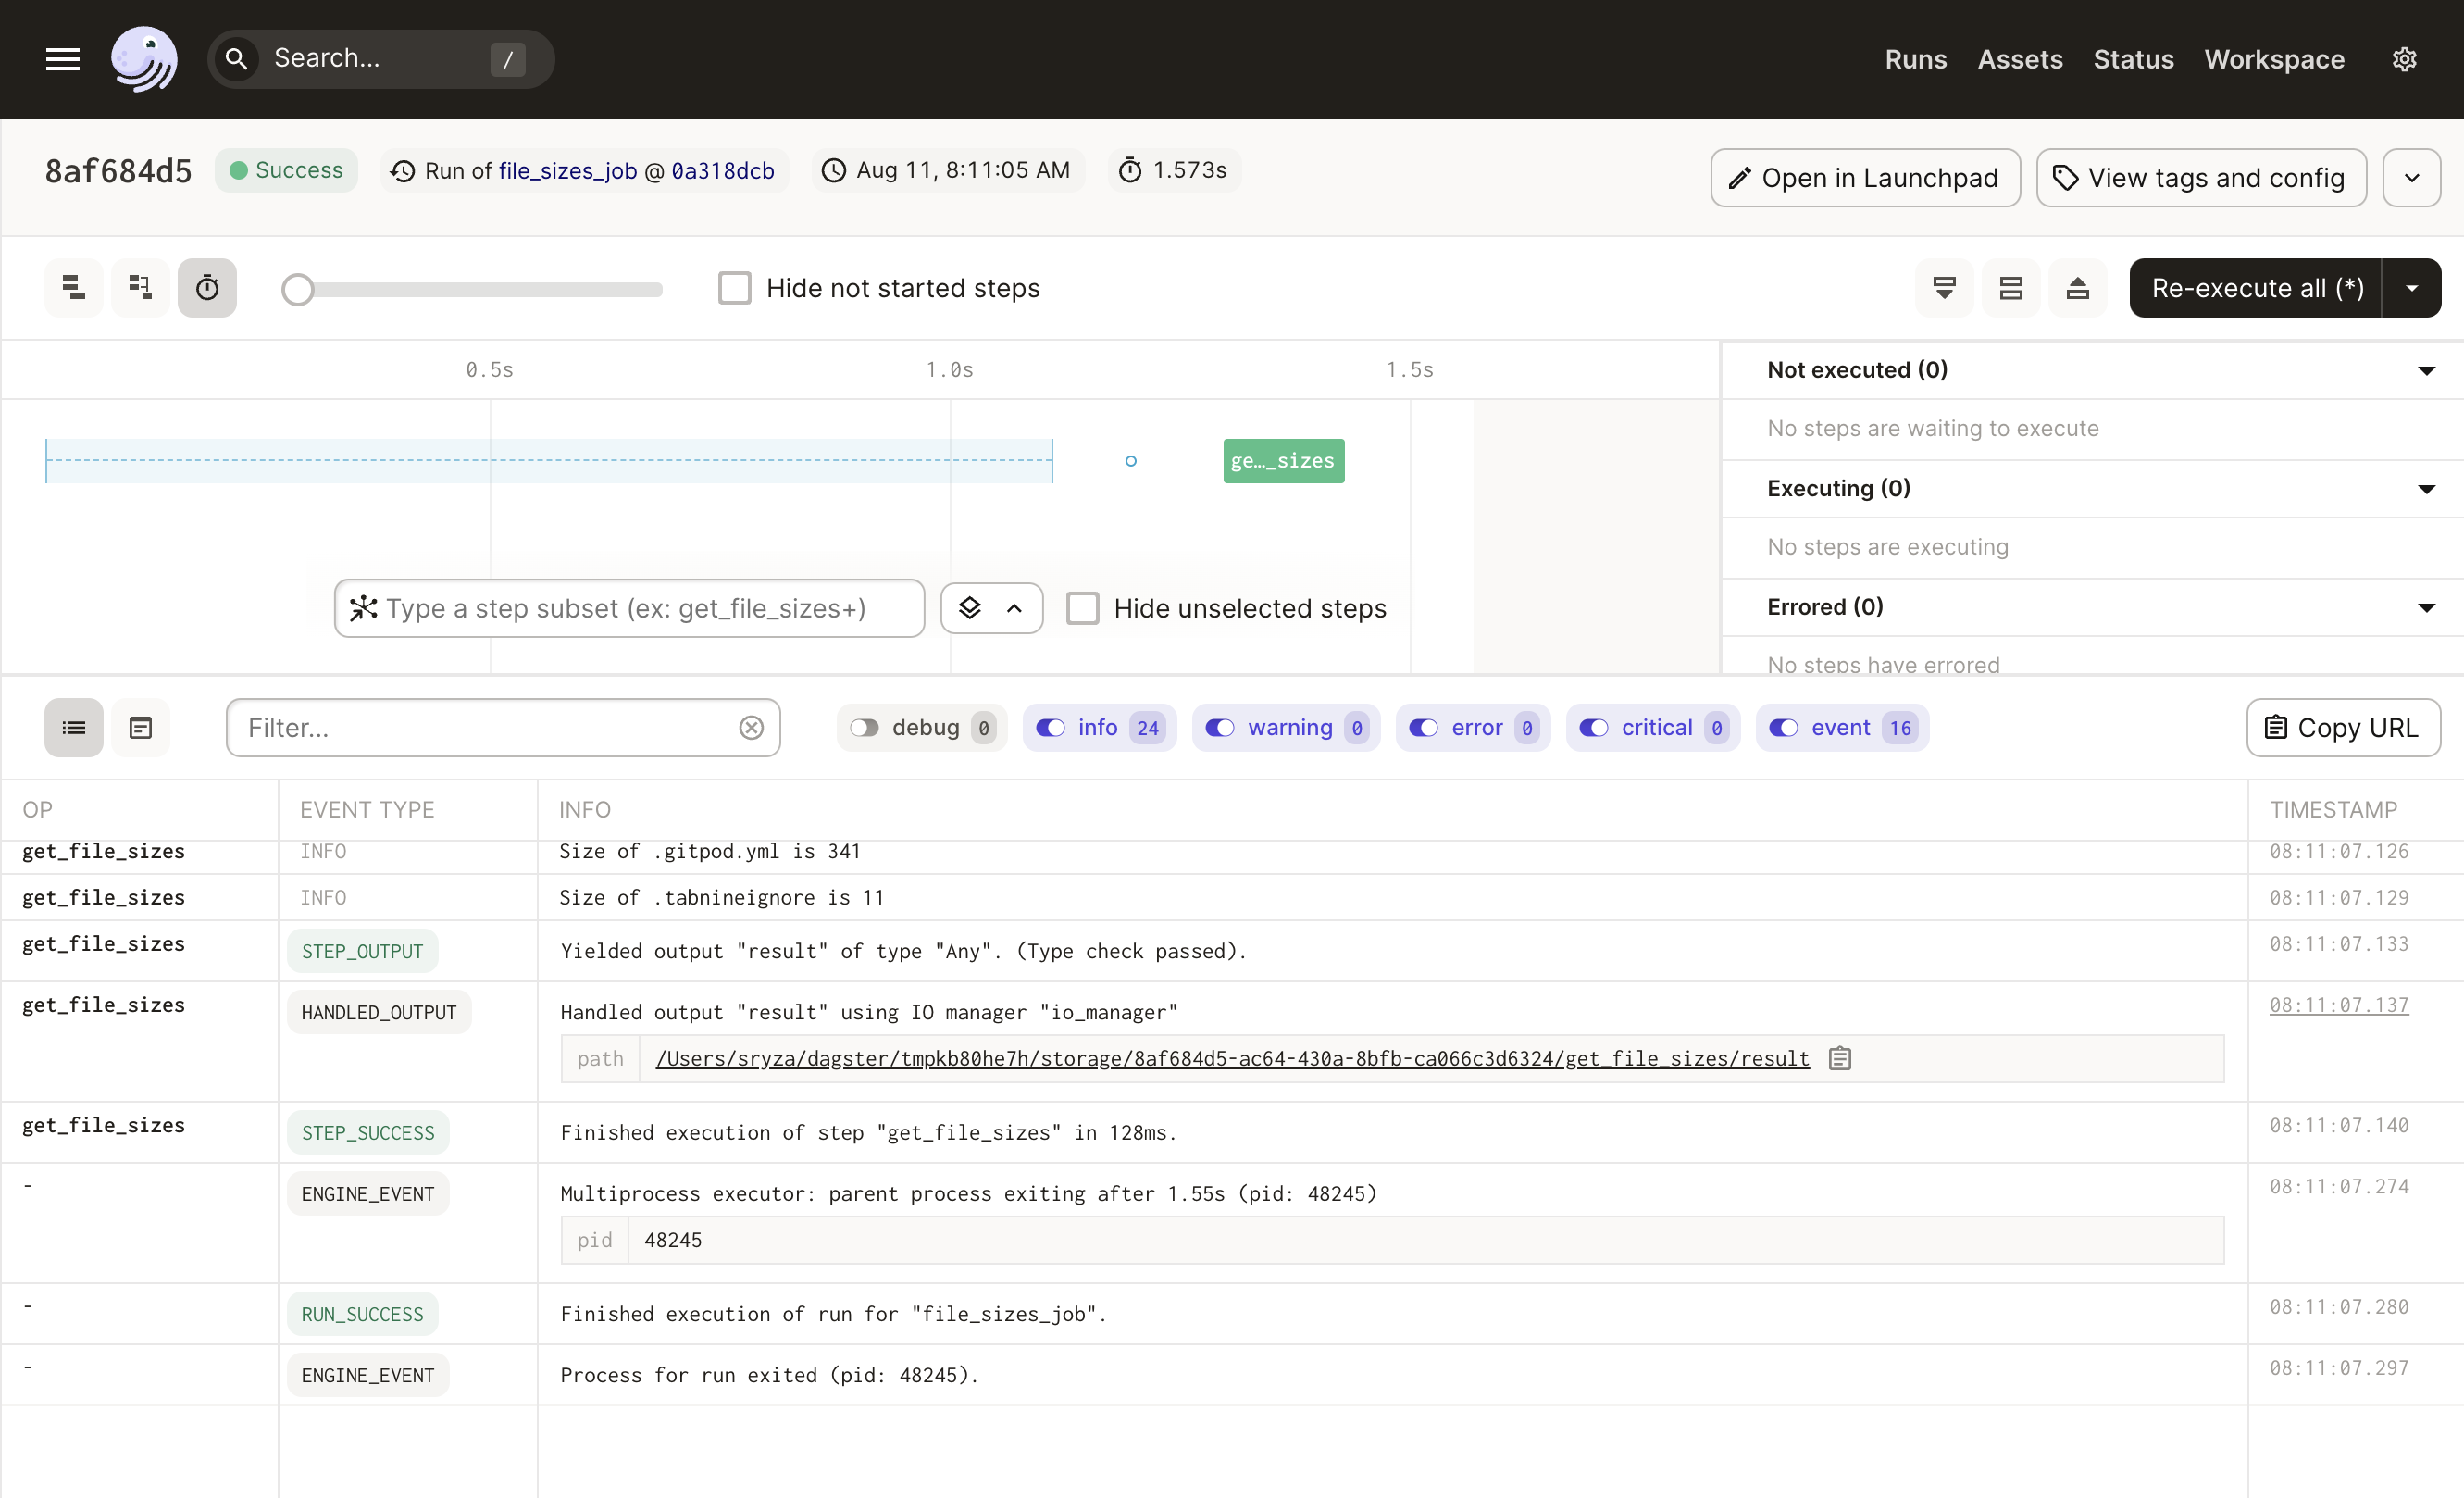 Search... /
Runs Assets Status Workspace
8af684d5 Success Run of file_sizes_job @ 0a318dcb Aug 11, 8:11:05 AM 1.573s Open in Launchpad View tags and config
Hide not started steps Re-execute all (*)
0.5s 1.0s 1.5s
ge…_sizes
Type a step subset (ex: get_file_sizes+) Hide unselected steps
Not executed (0)
No steps are waiting to execute
Executing (0)
No steps are executing
Errored (0)
No steps have errored
Filter... debug 0 info 24 warning 0 error 0 critical 0 event 16 Copy URL
OP EVENT TYPE INFO TIMESTAMP
get_file_sizes INFO Size of .gitpod.yml is 341 08:11:07.126
get_file_sizes INFO Size of .tabnineignore is 11 08:11:07.129
get_file_sizes STEP_OUTPUT Yielded output "result" of type "Any". (Type check passed). 08:11:07.133
get_file_sizes HANDLED_OUTPUT Handled output "result" using IO manager "io_manager" 08:11:07.137
path /Users/sryza/dagster/tmpkb80he7h/storage/8af684d5-ac64-430a-8bfb-ca066c3d6324/get_file_sizes/result
get_file_sizes STEP_SUCCESS Finished execution of step "get_file_sizes" in 128ms. 08:11:07.140
- ENGINE_EVENT Multiprocess executor: parent process exiting after 1.55s (pid: 48245) 08:11:07.274
pid 48245
- RUN_SUCCESS Finished execution of run for "file_sizes_job". 08:11:07.280
- ENGINE_EVENT Process for run exited (pid: 48245). 08:11:07.297